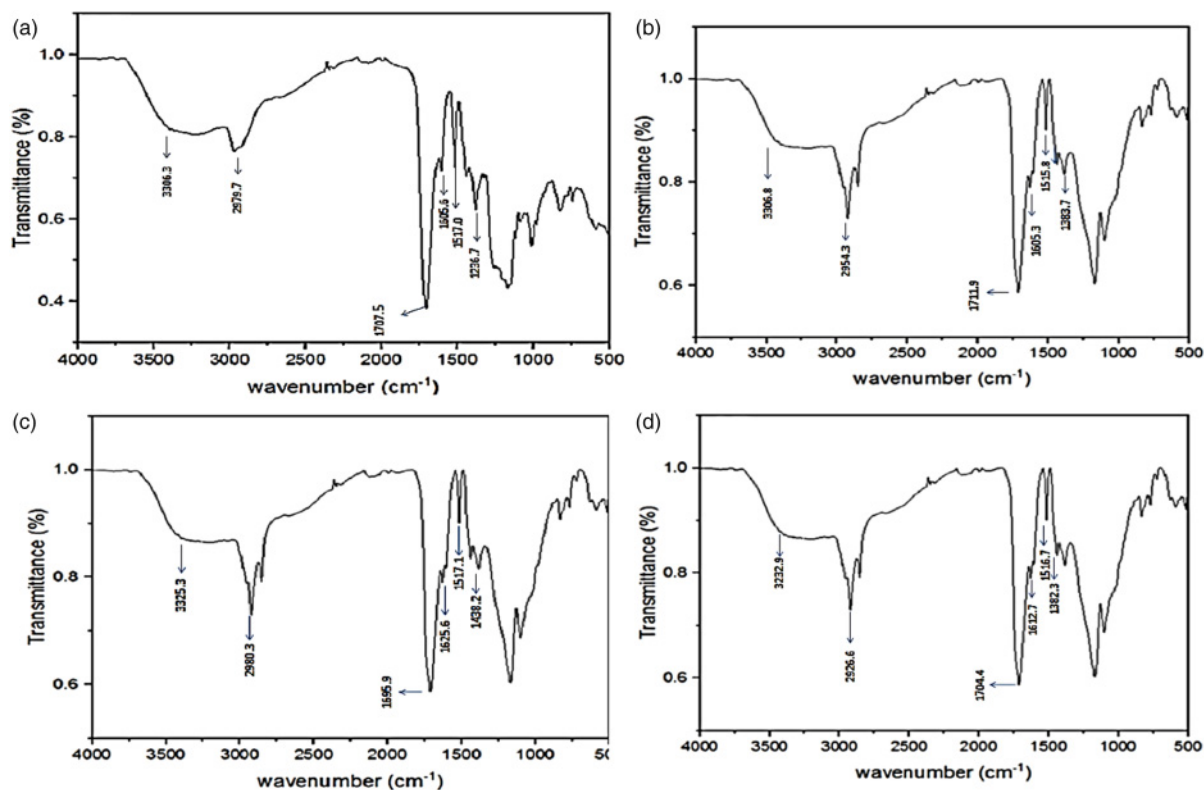 (a)
Transmittance (%)
1.0
0.8
0.6
0.4
3306.3
2979.7
1707.5
1605.6
1517.0
1236.7
4000 3500 3000 2500 2000 1500 1000 500
wavenumber (cm-1)
(b)
Transmittance (%)
1.0
0.8
0.6
3306.8
2954.3
1711.9
1605.3
1515.8
1383.7
4000 3500 3000 2500 2000 1500 1000 500
wavenumber (cm-1)
(c)
Transmittance (%)
1.0
0.8
0.6
3325.3
2980.3
1695.9
1625.6
1517.1
1438.2
4000 3500 3000 2500 2000 1500 1000 500
wavenumber (cm-1)
(d)
Transmittance (%)
1.0
0.8
0.6
3232.9
2926.6
1704.4
1612.7
1516.7
1382.3
4000 3500 3000 2500 2000 1500 1000 500
wavenumber (cm-1)